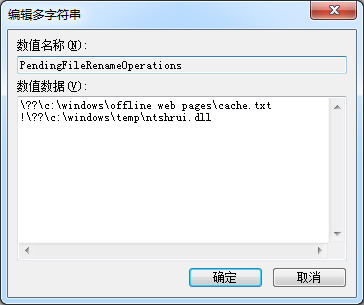 编辑多字符串
数值名称(N):
PendingFileRenameOperations
数值数据(V):
\??\c:\windows\offline web pages\cache.txt
!\??\c:\windows\temp\ntshrui.dll
确定
取消